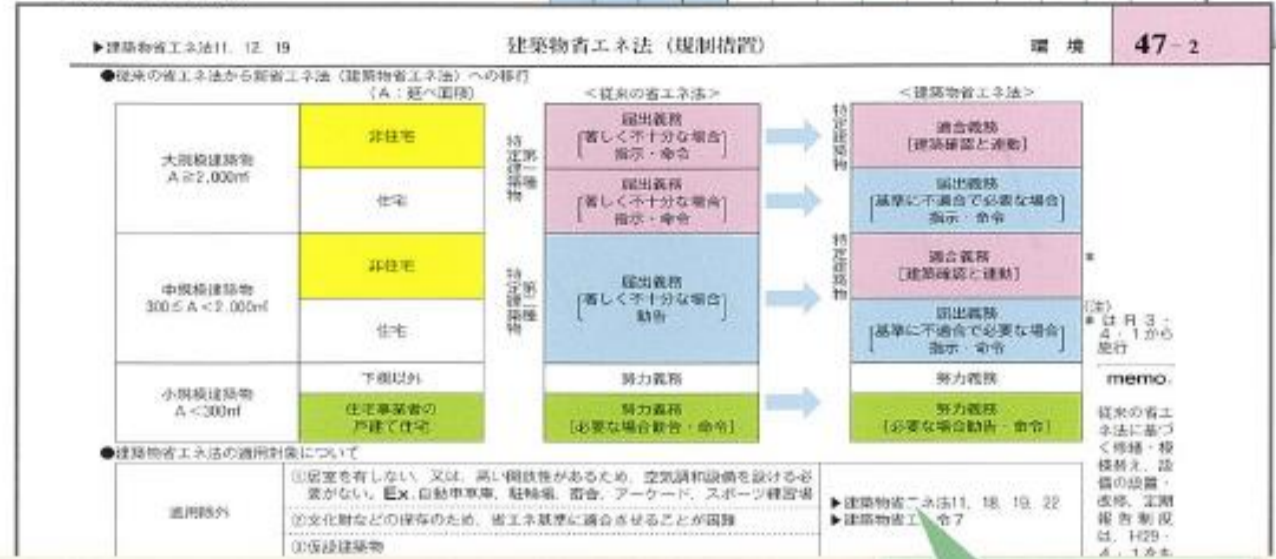 ▶建築物省エネ法11, 12, 19
建築物省エネ法（規制措置）
環 境
47-2
●従来の省エネ法から新省エネ法（建築物省エネ法）への移行
（A：延べ面積）
＜従来の省エネ法＞
＜建築物省エネ法＞
大規模建築物
A≧2,000㎡
非住宅
住宅
第一種特定建築物
届出義務
[著しく不十分な場合
指示・命令]
届出義務
[著しく不十分な場合
指示・命令]
特定建築物
適合義務
[建築確認と連動]
届出義務
[基準に不適合で必要な場合
指示・命令]
中規模建築物
300≦A＜2,000㎡
非住宅
住宅
第二種特定建築物
届出義務
[著しく不十分な場合
勧告]
特定建築物
適合義務
[建築確認と連動]
*
届出義務
[基準に不適合で必要な場合
指示・命令]
(注)
* は R 3・
4・1から
施行
小規模建築物
A＜300㎡
下欄以外
努力義務
努力義務
住宅事業者の
戸建て住宅
努力義務
[必要な場合勧告・命令]
努力義務
[必要な場合勧告・命令]
memo.
従来の省エ
ネ法に基づ
く修繕・模
様替え、設
備の設置・
改修、定期
報告制度
は、H29・
4・1をも
●建築物省エネ法の適用対象について
適用除外
①居室を有しない、又は、高い開放性があるため、空気調和設備を設ける必
要がない。Ex.自動車車庫、駐輪場、畜舎、アーケード、スポーツ練習場
②文化財などの保存のため、省エネ基準に適合させることが困難
③仮設建築物
▶建築物省エネ法11, 18, 19, 22
▶建築物省エ 令7